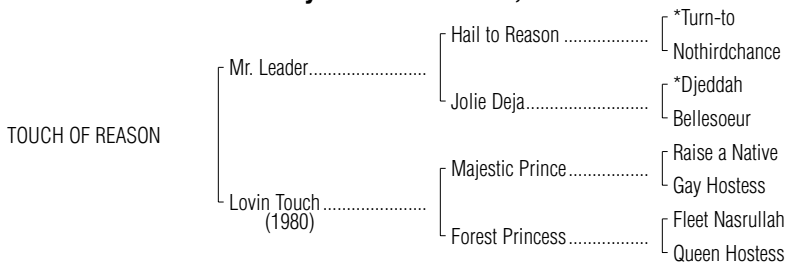 *Turn-to
Hail to Reason ..................
Nothirdchance
Mr. Leader..........................
*Djeddah
Jolie Deja..........................
Bellesoeur
TOUCH OF REASON
Raise a Native
Majestic Prince.................
Gay Hostess
Lovin Touch .......................
(1980)
Fleet Nasrullah
Forest Princess.................
Queen Hostess